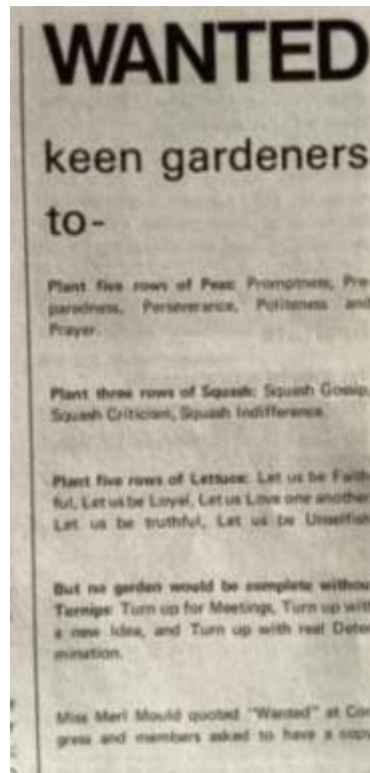 WANTED
keen gardeners
to-
Plant five rows of Peas: Promptness, Pre-
paredness, Perseverance, Politeness and
Prayer.
Plant three rows of Squash: Squash Gossip,
Squash Criticism, Squash Indifference.
Plant five rows of Lettuce: Let us be Faith
ful, Let us be Loyal, Let us Love one another
Let us be truthful, Let us be Unselfish
But no garden would be complete withou
Turnips: Turn up for Meetings, Turn up with
a new Idea, and Turn up with real Deter
mination.
Miss Merl Mould quoted "Wanted" at Con
gress and members asked to have a copy